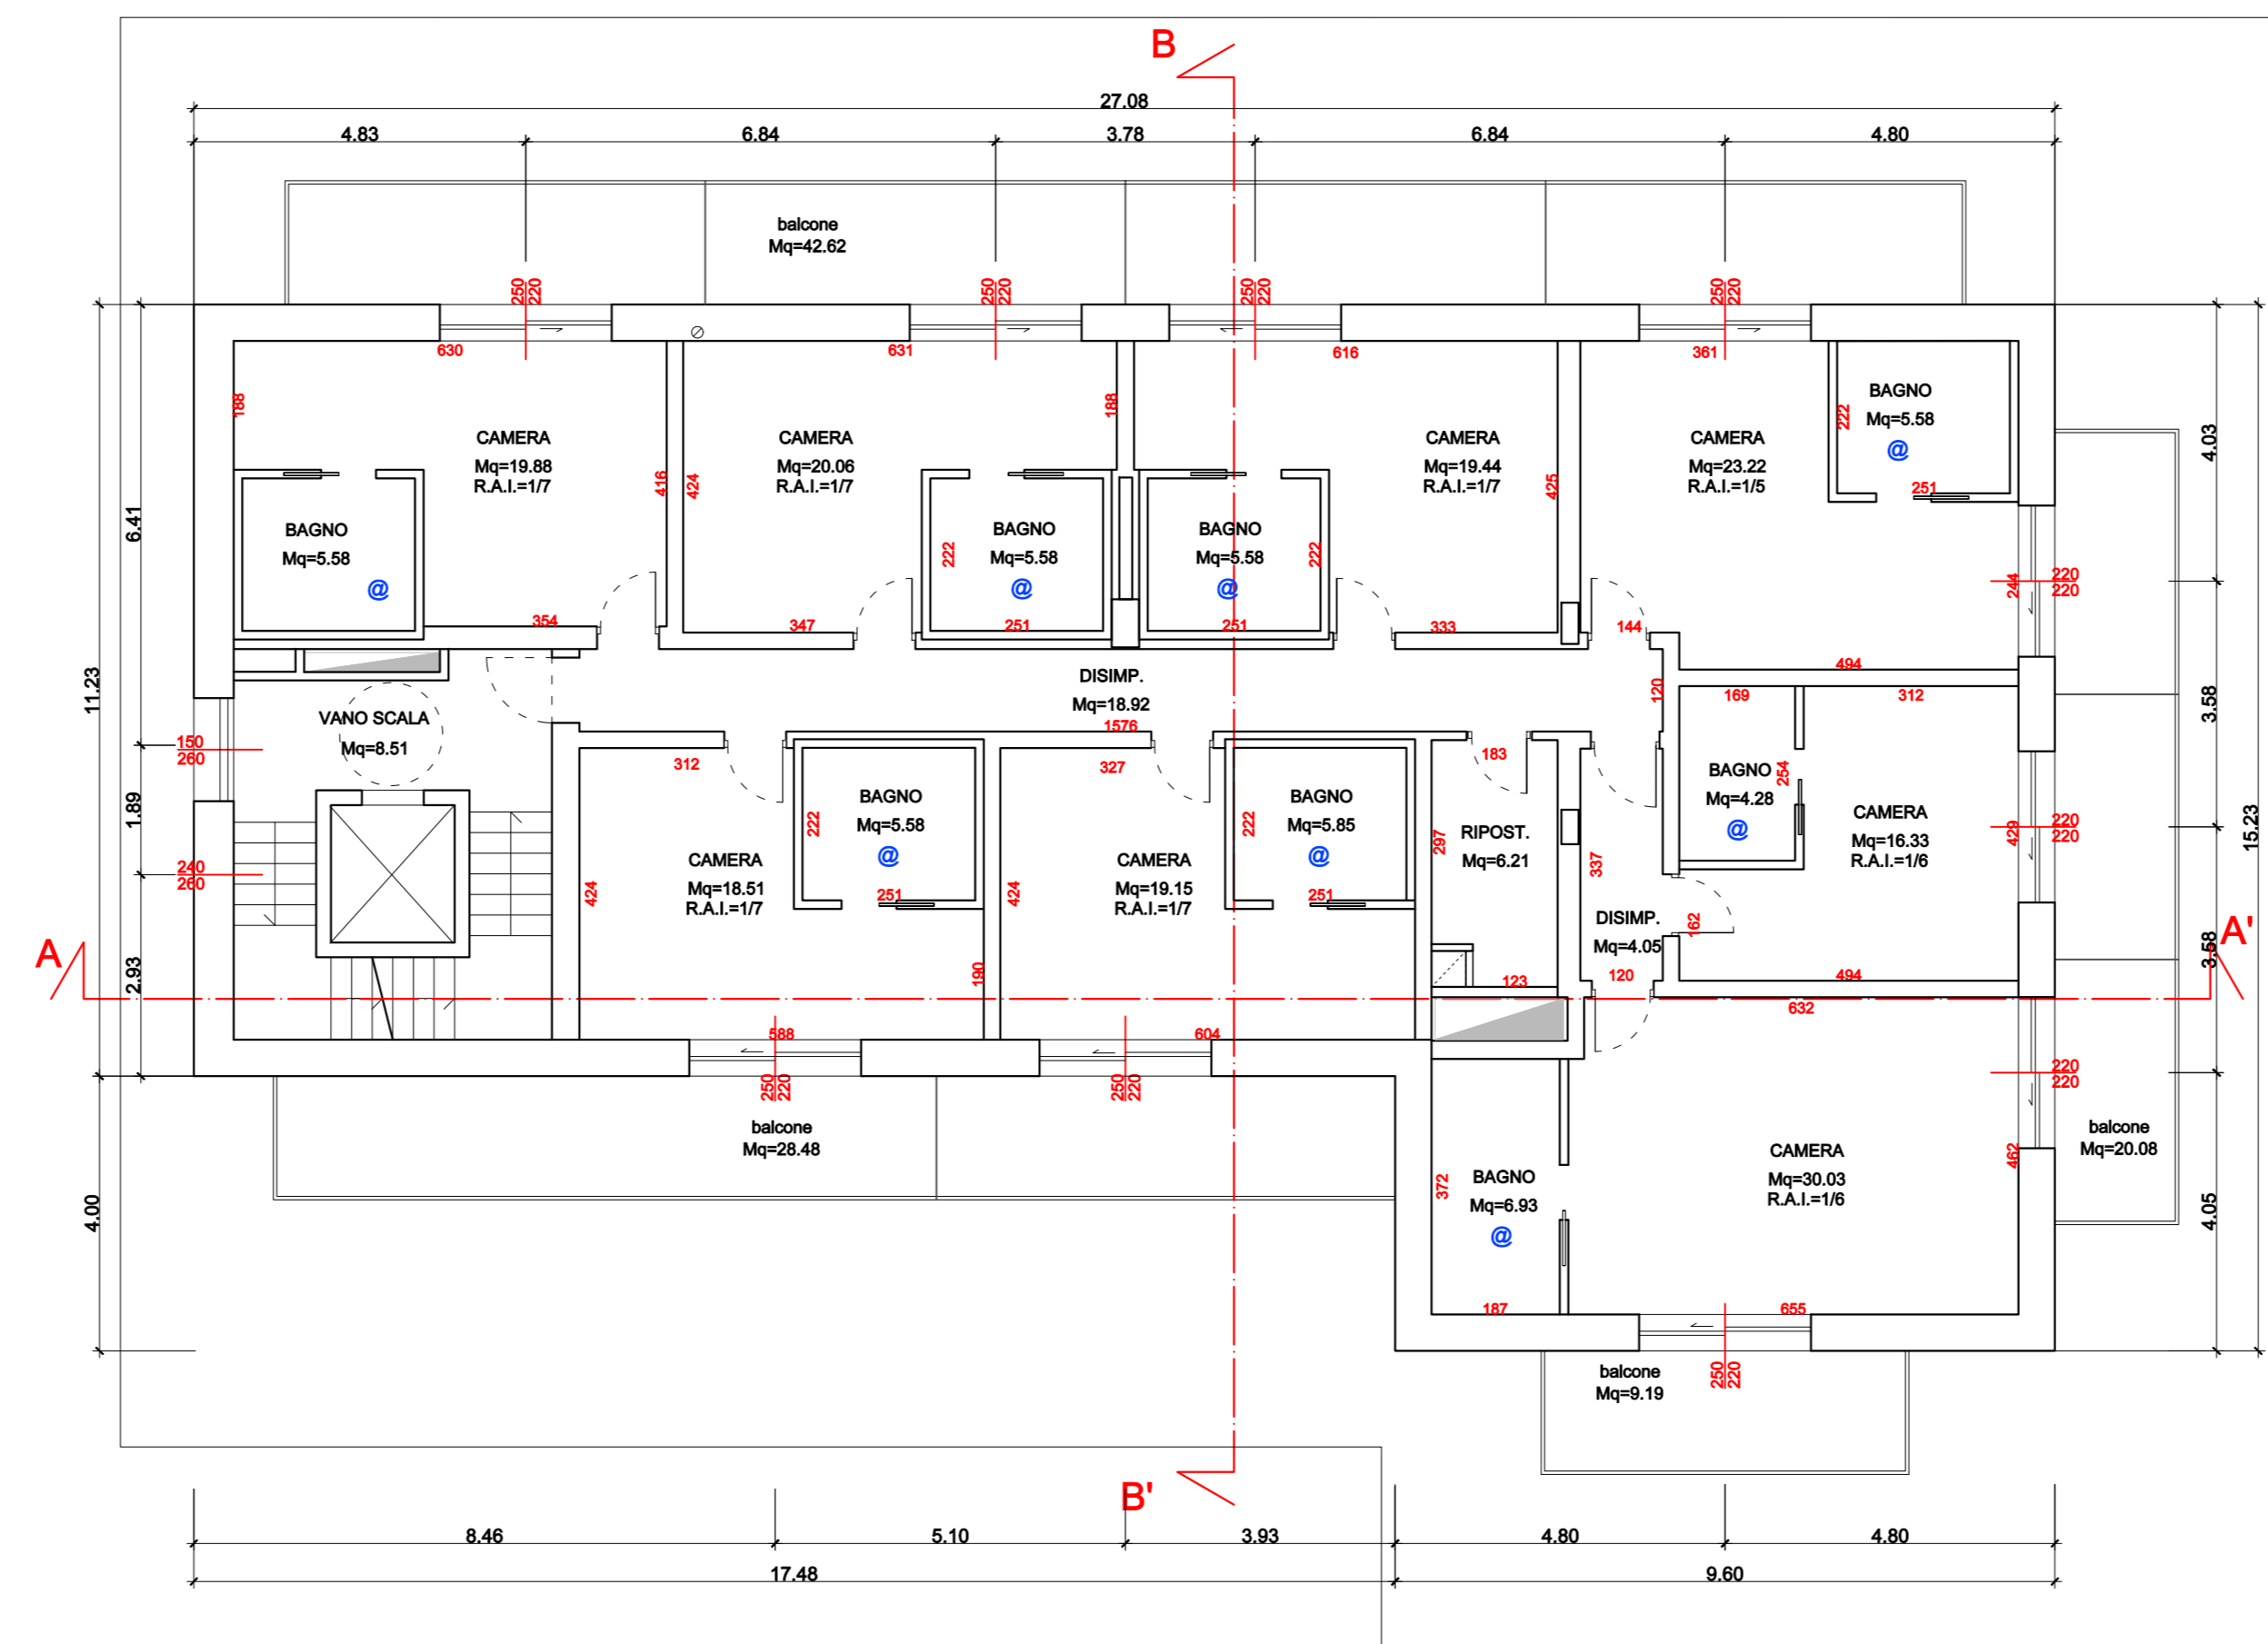 B
27.08
4.83
6.84
3.78
6.84
4.80
balcone
Mq=42.62
250
220
250
220
250
220
250
220
630
631
616
361
188
188
222
CAMERA
Mq=19.88
R.A.I.=1/7
416
424
CAMERA
Mq=20.06
R.A.I.=1/7
CAMERA
Mq=19.44
R.A.I.=1/7
425
CAMERA
Mq=23.22
R.A.I.=1/5
BAGNO
Mq=5.58
@
251
4.03
6.41
BAGNO
Mq=5.58
@
222
BAGNO
Mq=5.58
@
BAGNO
Mq=5.58
@
222
244
220
220
354
347
251
251
333
144
494
11.23
DISIMP.
Mq=18.92
1576
120
169
312
3.58
VANO SCALA
Mq=8.51
150
260
312
327
183
254
1.89
222
BAGNO
Mq=5.58
@
251
222
BAGNO
Mq=5.85
@
251
RIPOST.
Mq=6.21
297
337
BAGNO
Mq=4.28
@
CAMERA
Mq=16.33
R.A.I.=1/6
429
220
220
15.23
240
260
424
CAMERA
Mq=18.51
R.A.I.=1/7
424
CAMERA
Mq=19.15
R.A.I.=1/7
DISIMP.
Mq=4.05
162
A
A'
3.58
2.93
190
123
120
494
632
588
604
250
220
250
220
220
220
balcone
Mq=28.48
balcone
Mq=20.08
462
CAMERA
Mq=30.03
R.A.I.=1/6
372
BAGNO
Mq=6.93
@
4.00
4.05
187
655
250
220
balcone
Mq=9.19
B'
8.46
5.10
3.93
4.80
4.80
17.48
9.60